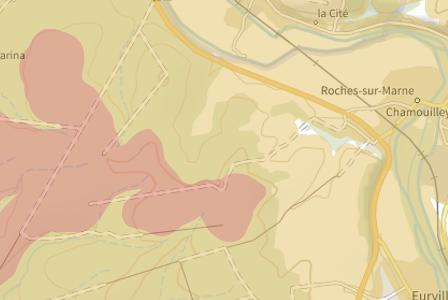 la Cité
arina
Roches-sur-Marne
Chamouilley
Eurvill